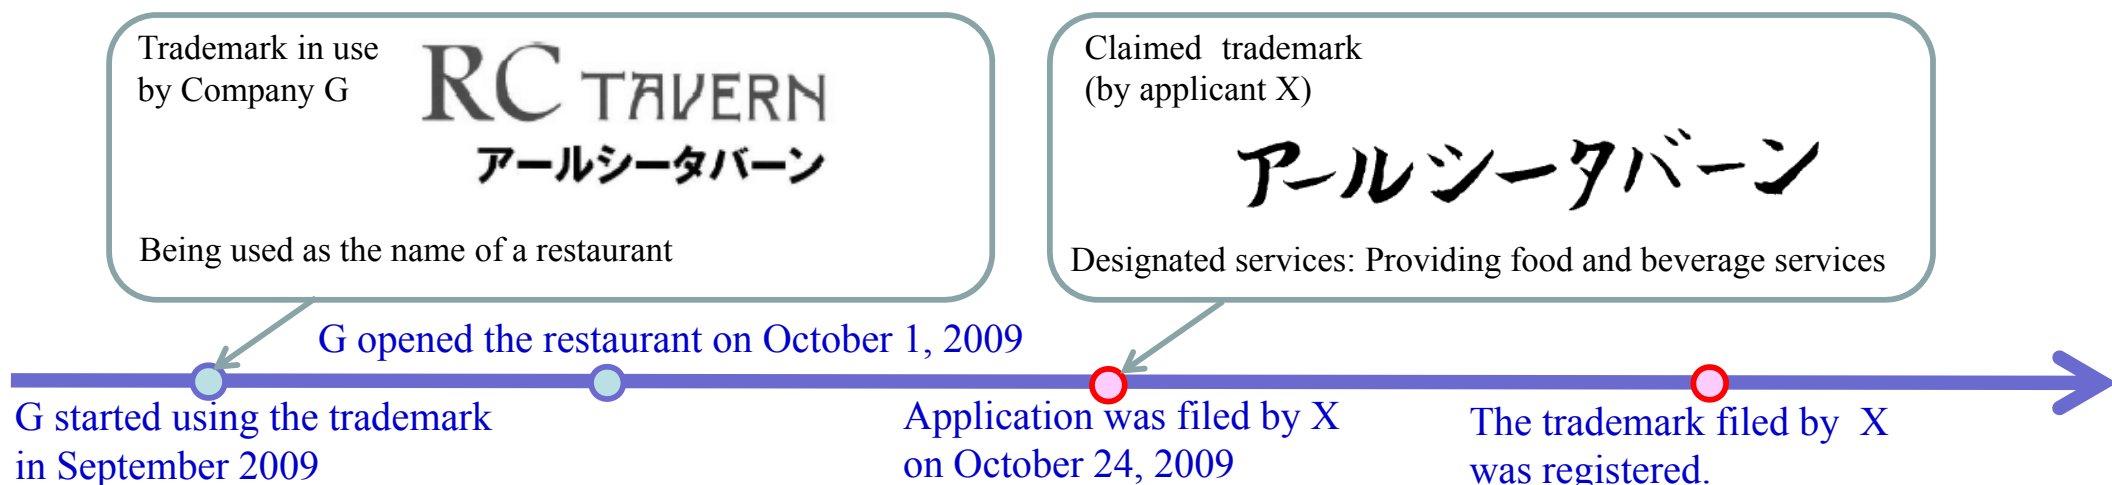 Trademark in use
by Company G
RC TAVERN
アールシータバーン
Being used as the name of a restaurant
Claimed trademark
(by applicant X)
アールシータバーン
Designated services: Providing food and beverage services
G opened the restaurant on October 1, 2009
G started using the trademark
in September 2009
Application was filed by X
on October 24, 2009
The trademark filed by X
was registered.